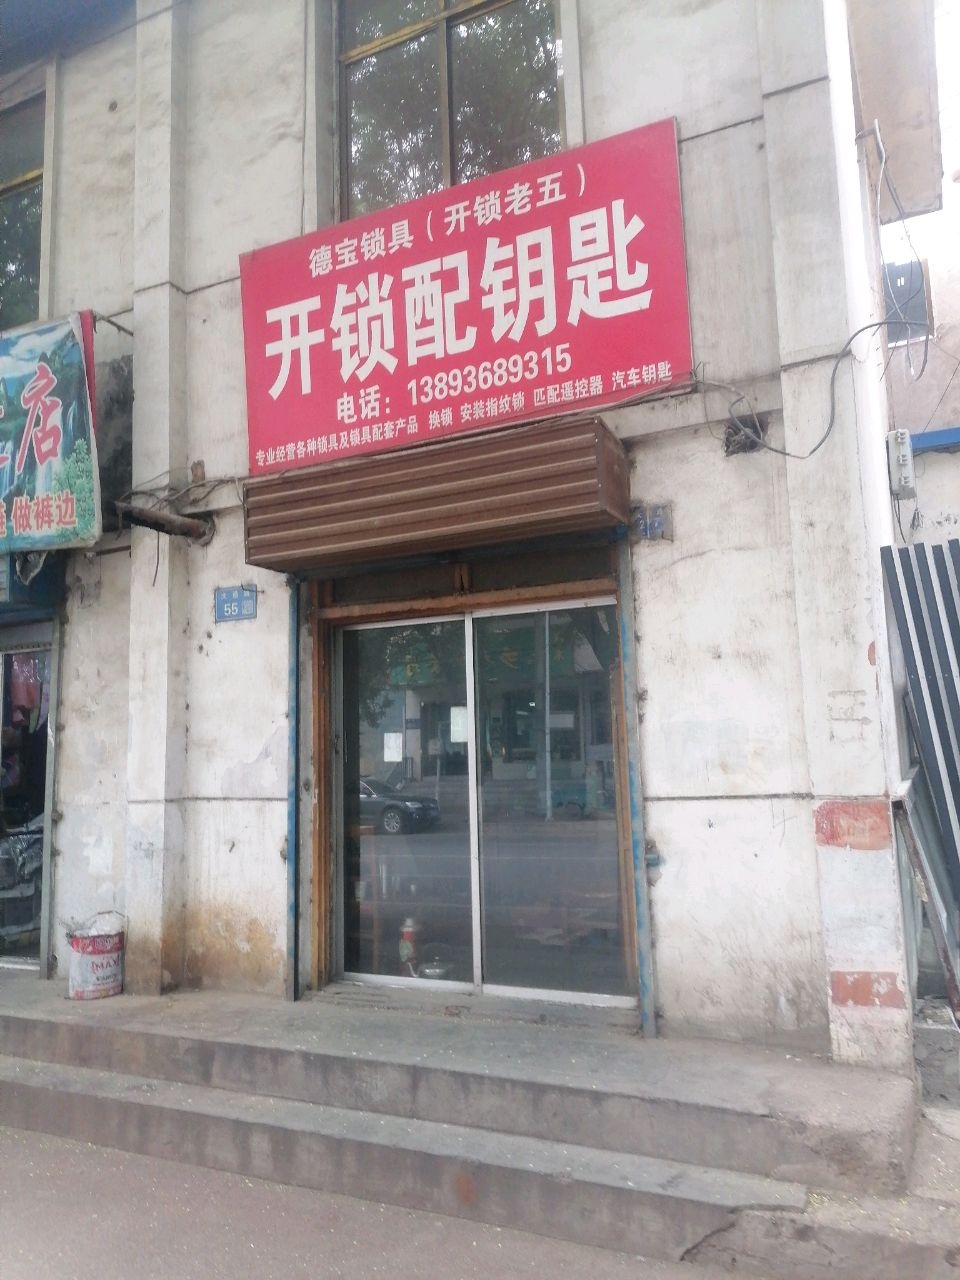 德宝锁具(开锁老五)
开锁配钥匙
电话:13893689315
专业经营各种锁具及锁具配套产品 换锁 安装指纹锁 匹配遥控器 汽车钥匙
店
做裤边
55
MAX